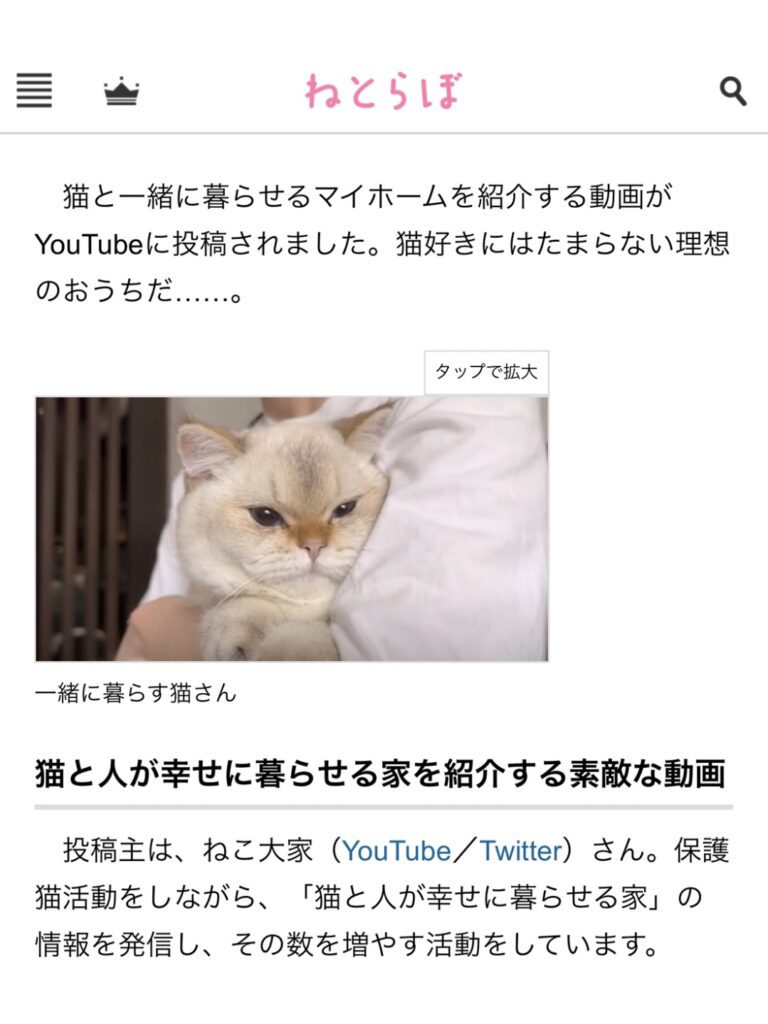 ねとらぼ
　猫と一緒に暮らせるマイホームを紹介する動画が
YouTubeに投稿されました。猫好きにはたまらない理想
のおうちだ……。
タップで拡大
一緒に暮らす猫さん
猫と人が幸せに暮らせる家を紹介する素敵な動画
　投稿主は、ねこ大家（YouTube／Twitter）さん。保護
猫活動をしながら、「猫と人が幸せに暮らせる家」の
情報を発信し、その数を増やす活動をしています。